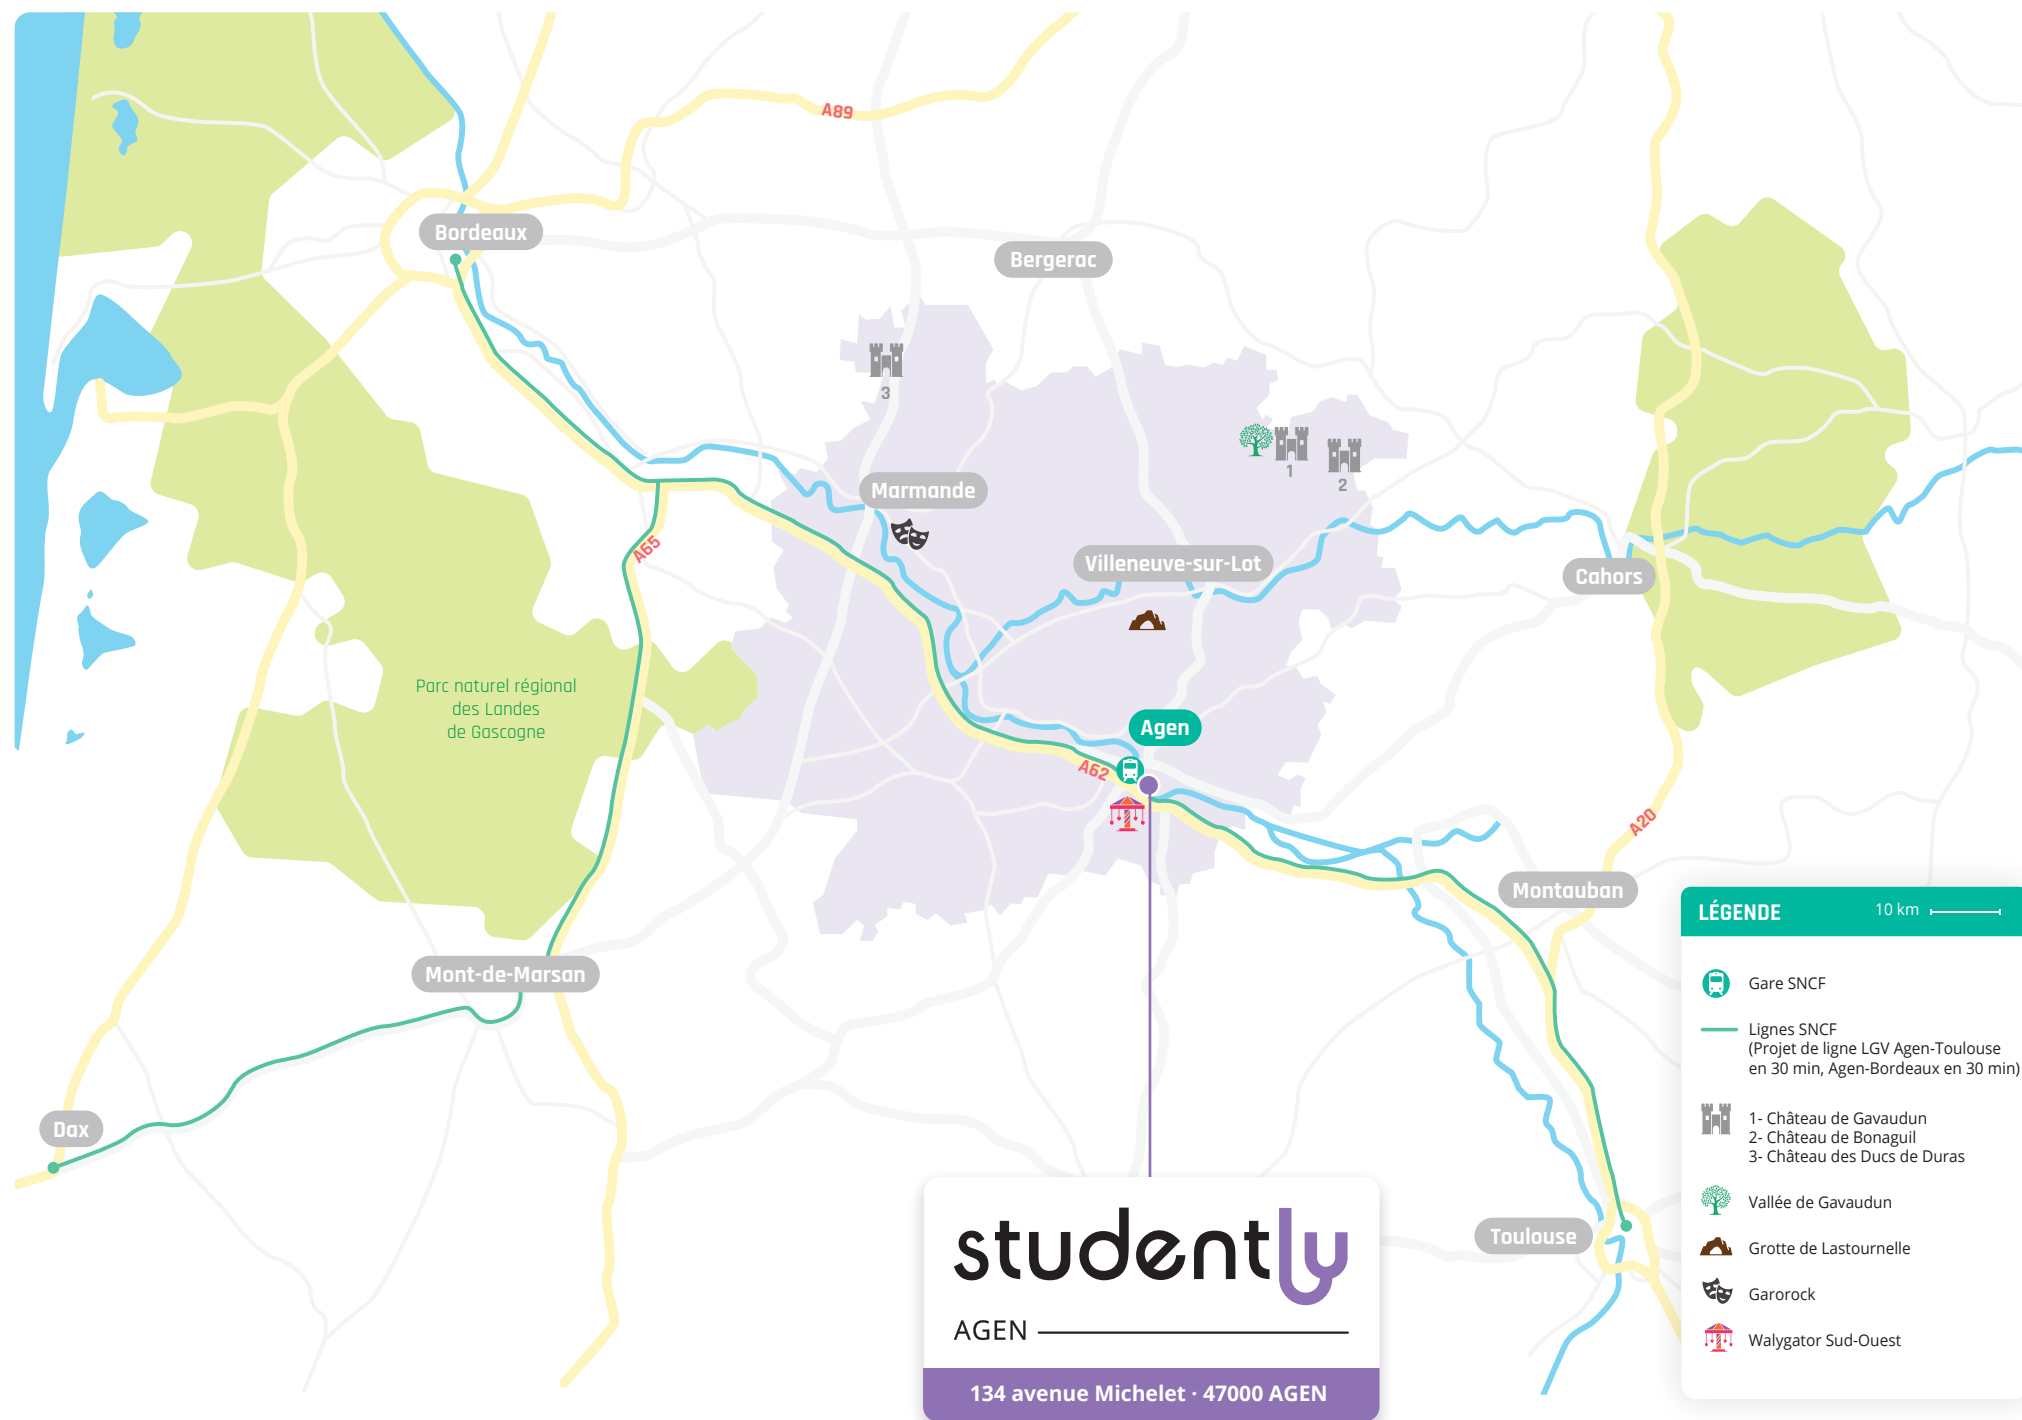 A89
Bordeaux
Bergerac
3
1
2
Marmande
A65
Villeneuve-sur-Lot
Cahors
Parc naturel régional
des Landes
de Gascogne
Agen
A62
A20
Montauban
Mont-de-Marsan
Dax
Toulouse
LÉGENDE
10 km
Gare SNCF
Lignes SNCF
(Projet de ligne LGV Agen-Toulouse
en 30 min, Agen-Bordeaux en 30 min)
1- Château de Gavaudun
2- Château de Bonaguil
3- Château des Ducs de Duras
Vallée de Gavaudun
Grotte de Lastournelle
Garorock
Walygator Sud-Ouest
studently
AGEN
134 avenue Michelet · 47000 AGEN